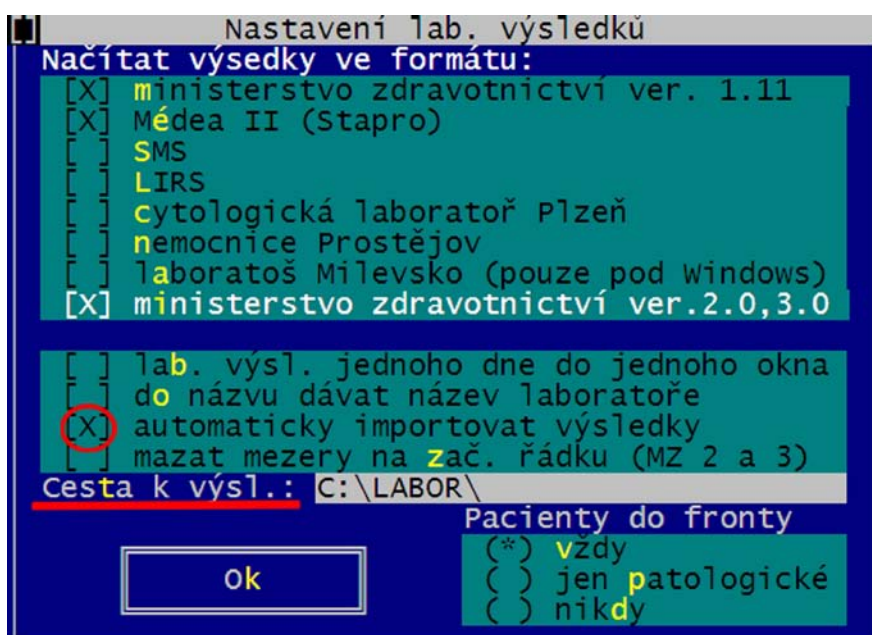 Nastavení lab. výsledků
Načítat výsedky ve formátu:
[X] ministerstvo zdravotnictví ver. 1.11
[X] Médea II (Stapro)
[ ] SMS
[ ] LIRS
[ ] cytologická laboratoř Plzeň
[ ] nemocnice Prostějov
[ ] laboratoš Milevsko (pouze pod Windows)
[X] ministerstvo zdravotnictví ver.2.0,3.0
[ ] lab. výsl. jednoho dne do jednoho okna
[ ] do názvu dávat název laboratoře
[X] automaticky importovat výsledky
[ ] mazat mezery na zač. řádku (MZ 2 a 3)
Cesta k výsl.: C:\LABOR\
Pacienty do fronty
(*) vždy
( ) jen patologické
( ) nikdy
Ok